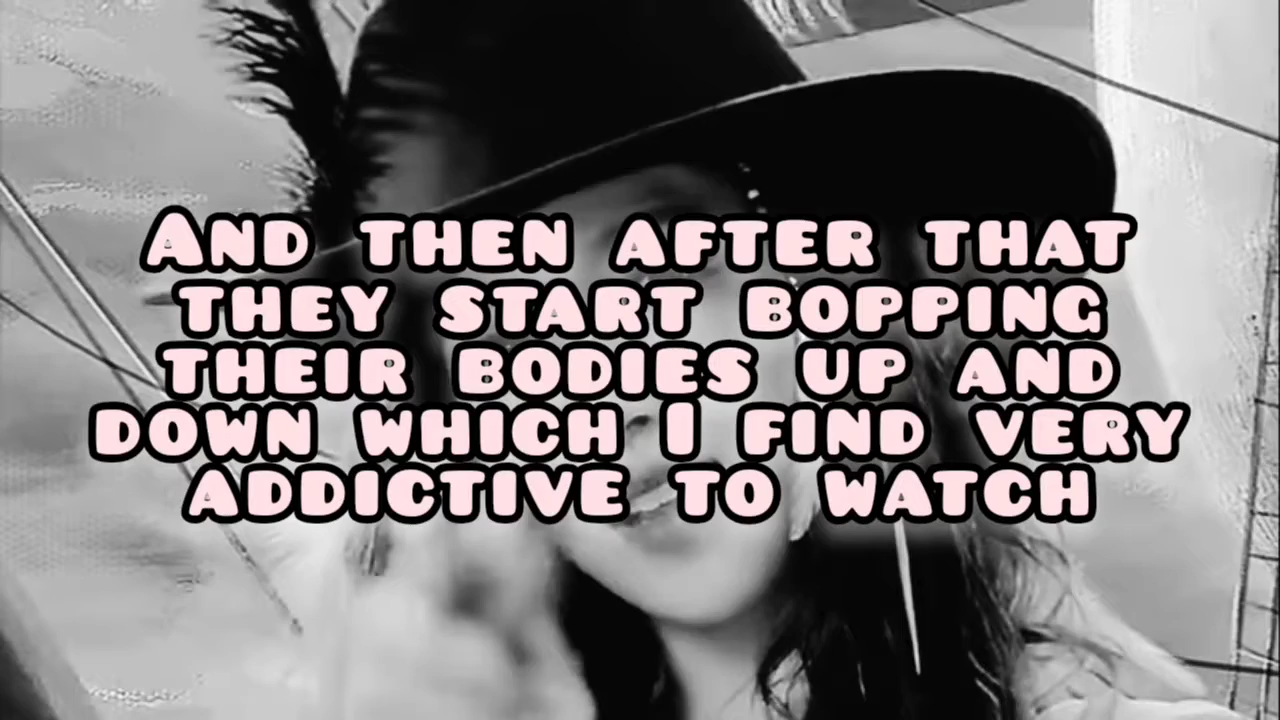 And then after that
they start bopping
their bodies up and
down which I find very
addictive to watch